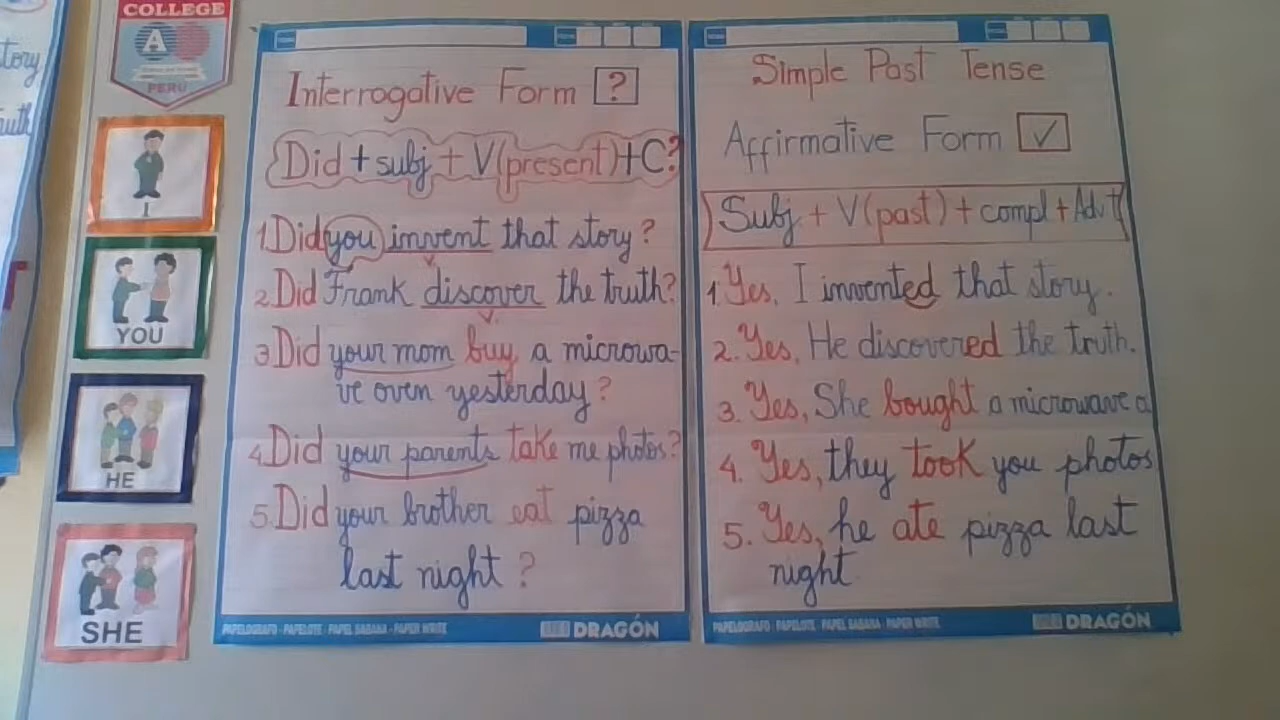 tory
uth
COLLEGE
A
PERÚ
I
YOU
HE
SHE
Interrogative Form ?
Did + subj + V(present)+C?
1.Did you invent that story?
2.Did Frank discover the truth?
3.Did your mom buy a microwa-
ve oven yesterday?
4.Did your parents take me photos?
5.Did your brother eat pizza
last night?
PAPELOGRAFO - PAPELOTE - PAPEL SABANA - PAPER WRITE
DRAGÓN
Simple Past Tense
Affirmative Form ✓
Subj + V(past) + compl + Adv T
1.Yes, I invented that story.
2.Yes, He discovered the truth.
3.Yes, She bought a microwave o
4.Yes, they took you photos
5.Yes, he ate pizza last
night
PAPELOGRAFO - PAPELOTE - PAPEL SABANA - PAPER WRITE
DRAGÓN